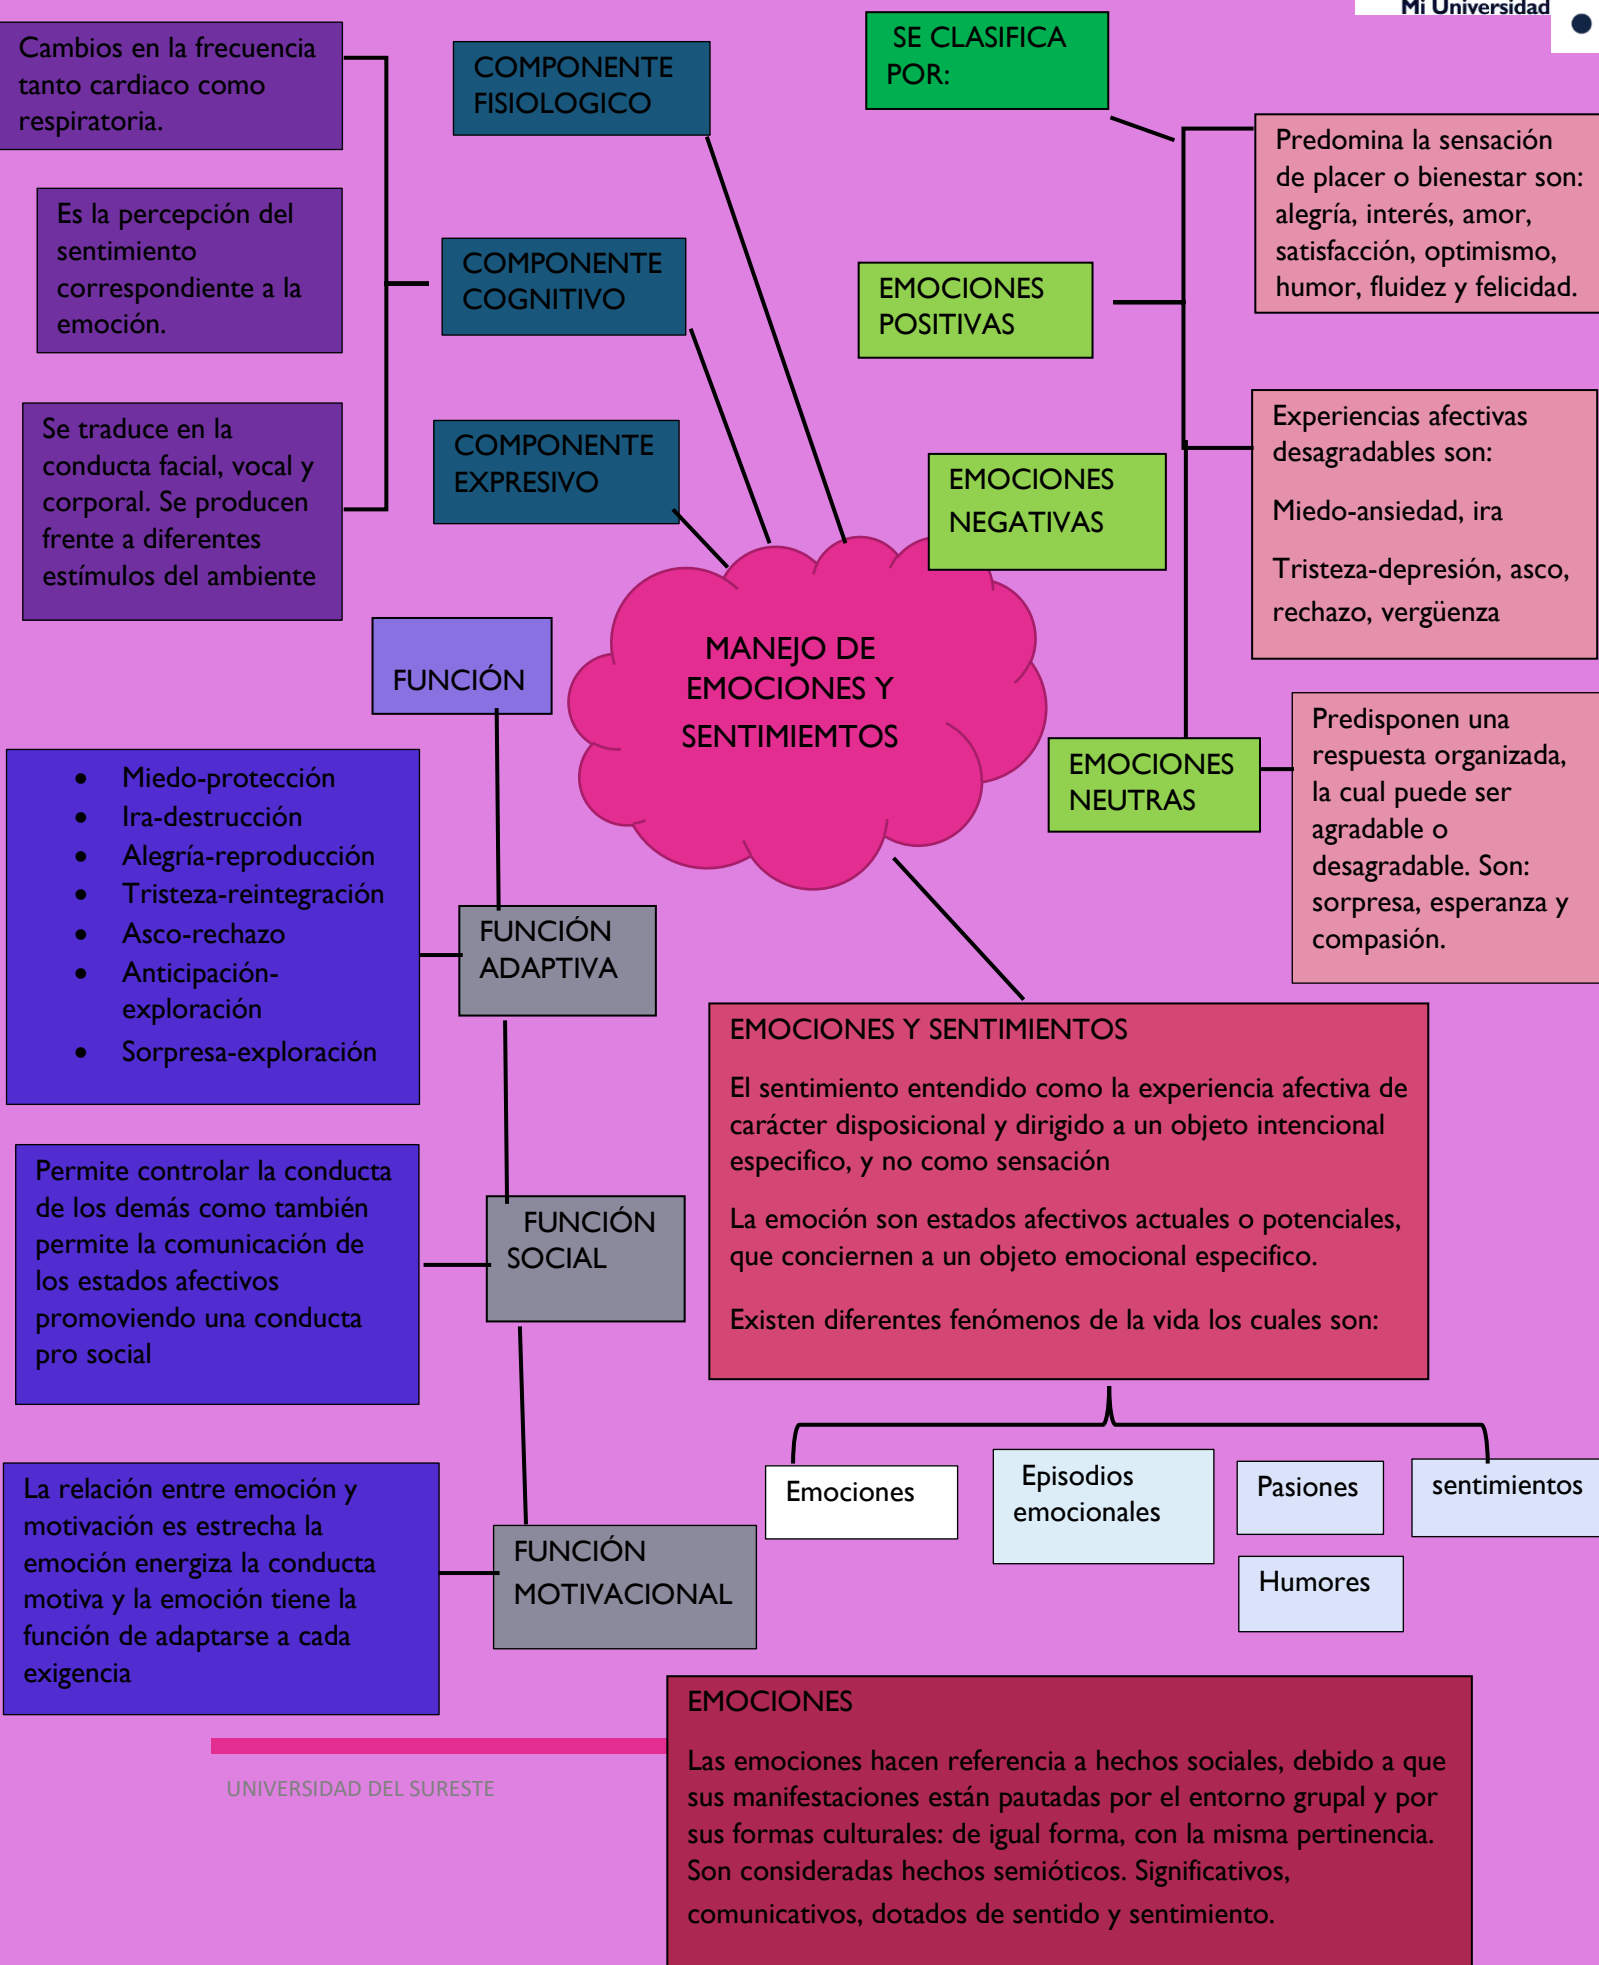 Mi Universidad
Cambios en la frecuencia
tanto cardiaco como
respiratoria.
COMPONENTE
FISIOLOGICO
SE CLASIFICA
POR:
Predomina la sensación
de placer o bienestar son:
alegría, interés, amor,
satisfacción, optimismo,
humor, fluidez y felicidad.
Es la percepción del
sentimiento
correspondiente a la
emoción.
COMPONENTE
COGNITIVO
EMOCIONES
POSITIVAS
Se traduce en la
conducta facial, vocal y
corporal. Se producen
frente a diferentes
estímulos del ambiente
COMPONENTE
EXPRESIVO
EMOCIONES
NEGATIVAS
Experiencias afectivas
desagradables son:
Miedo-ansiedad, ira
Tristeza-depresión, asco,
rechazo, vergüenza
FUNCIÓN
MANEJO DE
EMOCIONES Y
SENTIMIEMTOS
EMOCIONES
NEUTRAS
Predisponen una
respuesta organizada,
la cual puede ser
agradable o
desagradable. Son:
sorpresa, esperanza y
compasión.
• Miedo-protección
• Ira-destrucción
• Alegría-reproducción
• Tristeza-reintegración
• Asco-rechazo
• Anticipación-
exploración
• Sorpresa-exploración
FUNCIÓN
ADAPTIVA
EMOCIONES Y SENTIMIENTOS
El sentimiento entendido como la experiencia afectiva de
carácter disposicional y dirigido a un objeto intencional
especifico, y no como sensación
La emoción son estados afectivos actuales o potenciales,
que conciernen a un objeto emocional especifico.
Existen diferentes fenómenos de la vida los cuales son:
Permite controlar la conducta
de los demás como también
permite la comunicación de
los estados afectivos
promoviendo una conducta
pro social
FUNCIÓN
SOCIAL
Emociones
Episodios
emocionales
Pasiones
sentimientos
Humores
La relación entre emoción y
motivación es estrecha la
emoción energiza la conducta
motiva y la emoción tiene la
función de adaptarse a cada
exigencia
FUNCIÓN
MOTIVACIONAL
EMOCIONES
Las emociones hacen referencia a hechos sociales, debido a que
sus manifestaciones están pautadas por el entorno grupal y por
sus formas culturales: de igual forma, con la misma pertinencia.
Son consideradas hechos semióticos. Significativos,
comunicativos, dotados de sentido y sentimiento.
UNIVERSIDAD DEL SURESTE